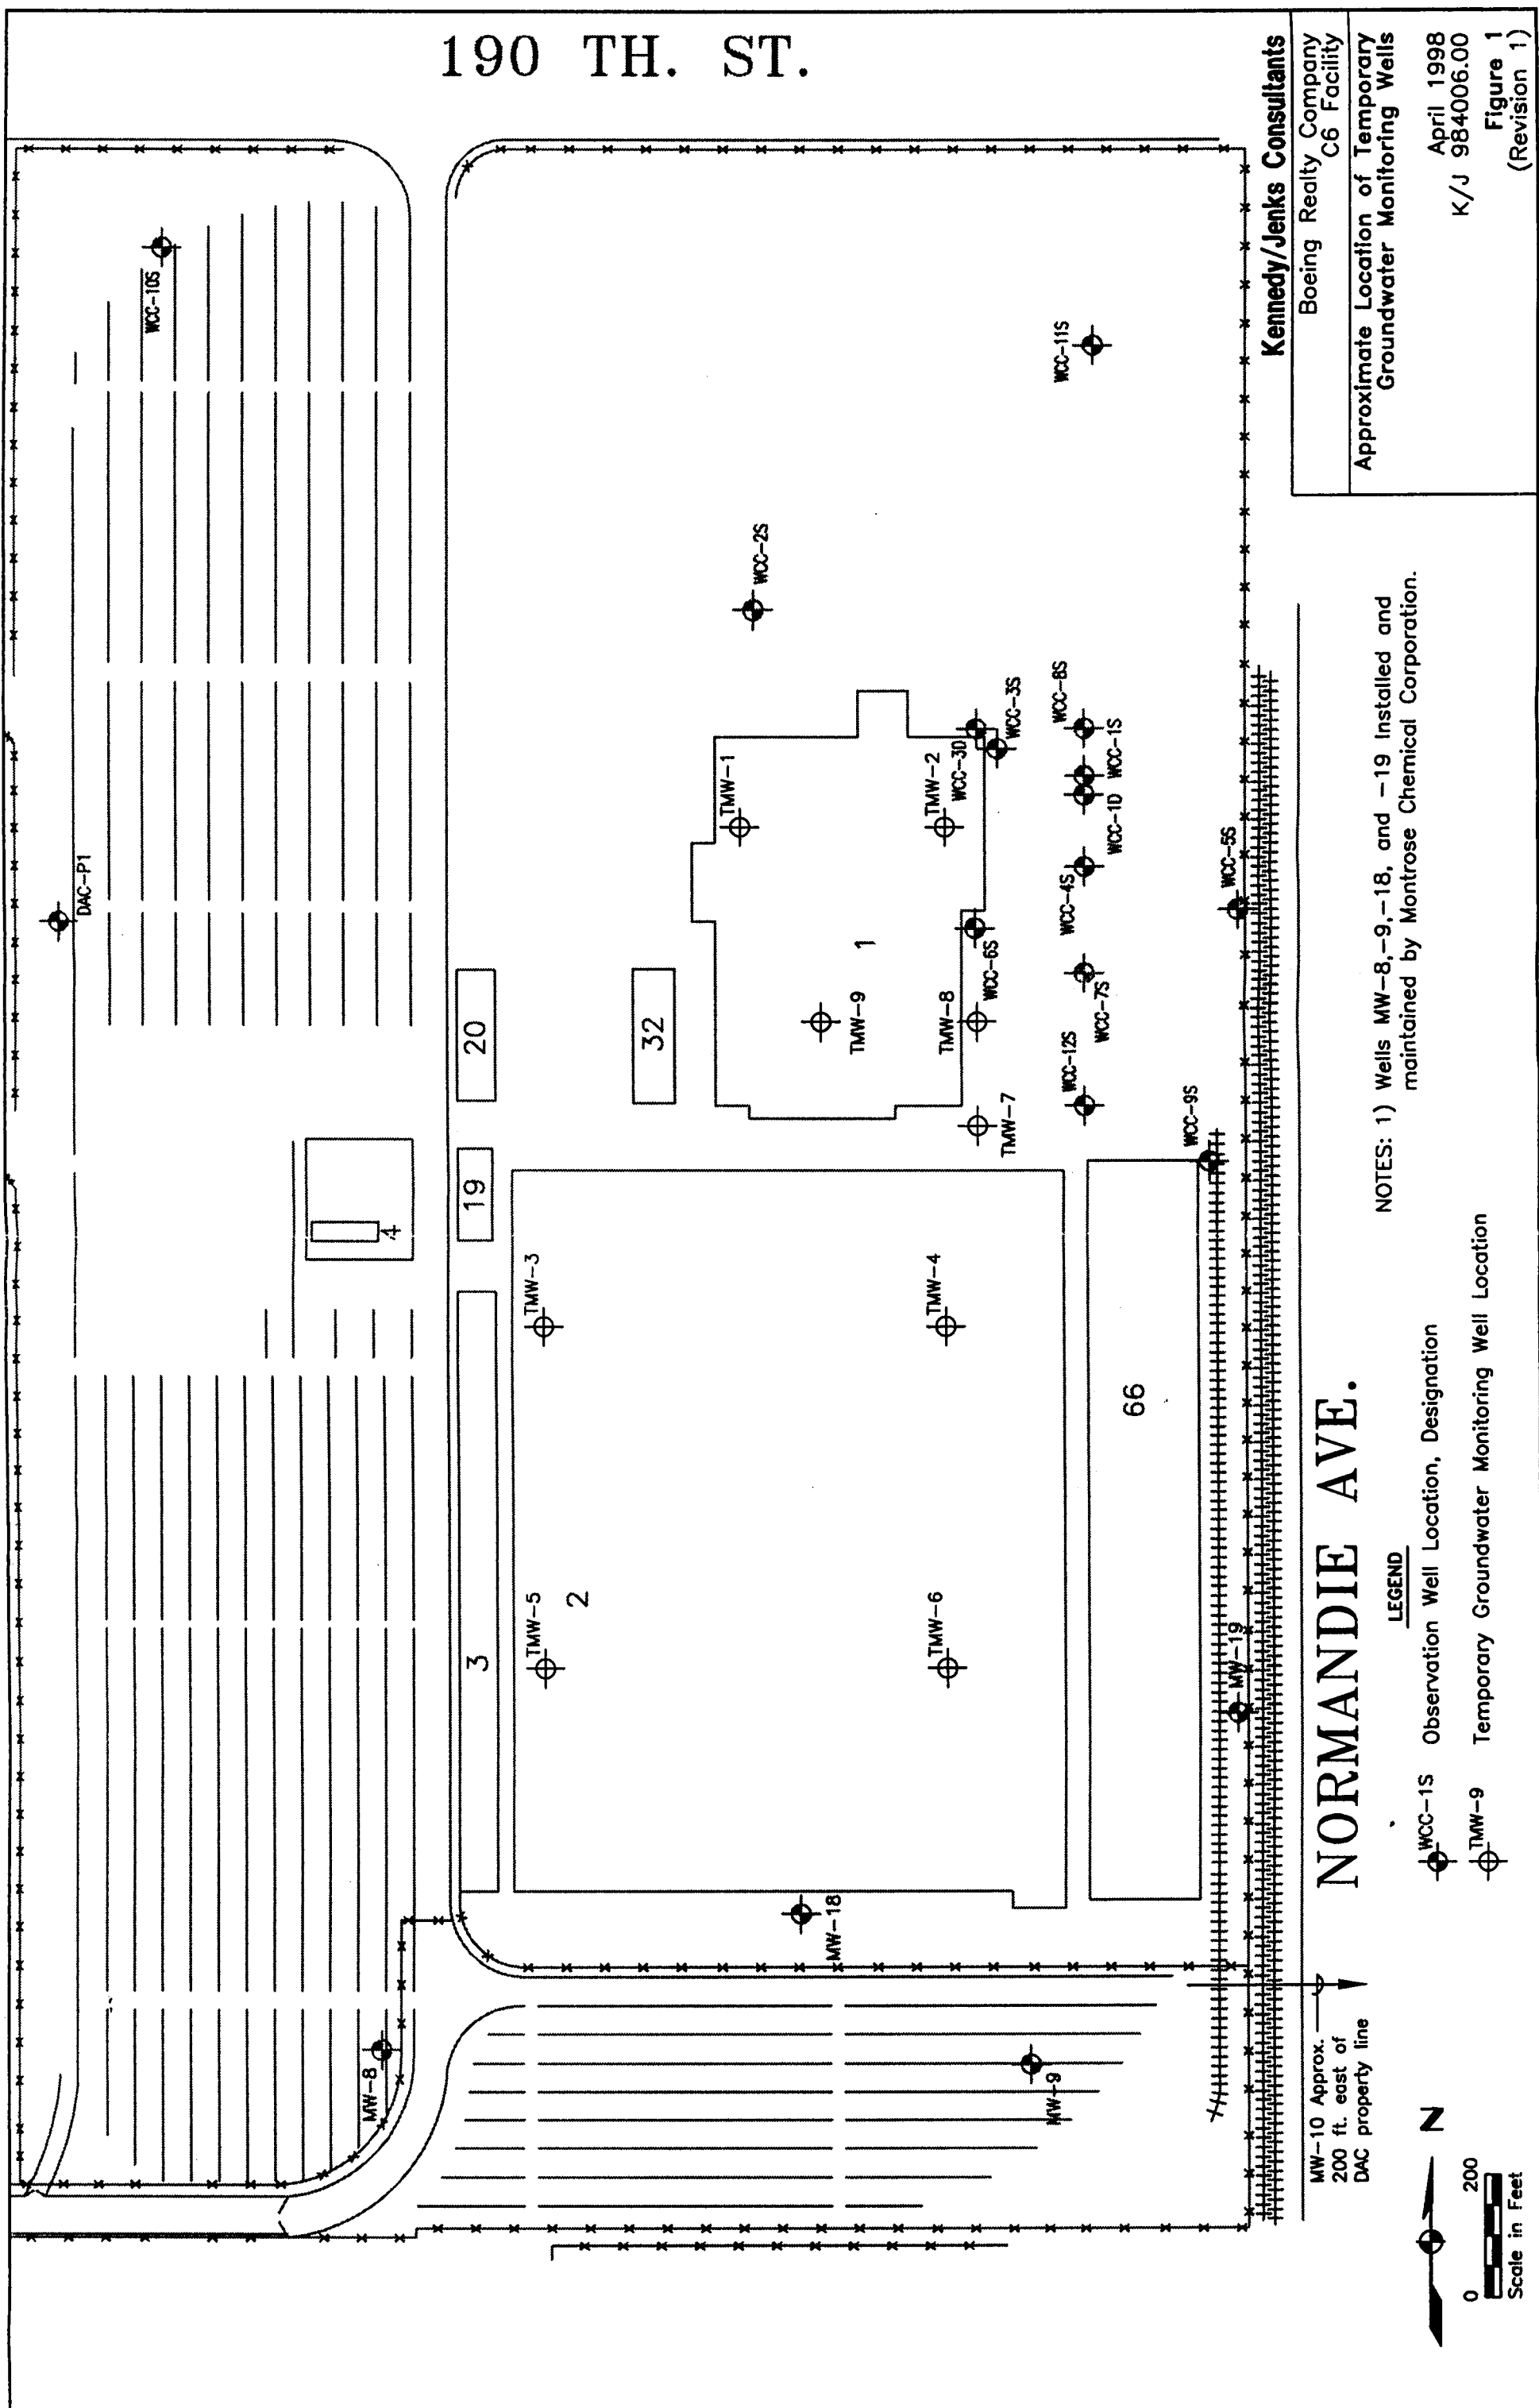 190 TH. ST.
WCC-10S
DAC-P1
WCC-2S
WCC-11S
TMW-1
TMW-2
WCC-3D
WCC-3S
WCC-8S
WCC-1S
WCC-1D
WCC-4S
WCC-5S
WCC-6S
WCC-7S
WCC-12S
WCC-9S
1
TMW-9
TMW-8
TMW-7
20
32
19
4
TMW-3
TMW-4
TMW-5
2
TMW-6
3
66
MW-19
MW-18
MW-8
MW-9
MW-10 Approx.
200 ft. east of
DAC property line
NORMANDIE AVE.
LEGEND
WCC-1S Observation Well Location, Designation
TMW-9 Temporary Groundwater Monitoring Well Location
NOTES: 1) Wells MW-8,-9,-18, and -19 Installed and
maintained by Montrose Chemical Corporation.
N
0 200
Scale in Feet
Kennedy/Jenks Consultants
Boeing Realty Company
C6 Facility
Approximate Location of Temporary
Groundwater Monitoring Wells
April 1998
K/J 984006.00
Figure 1
(Revision 1)